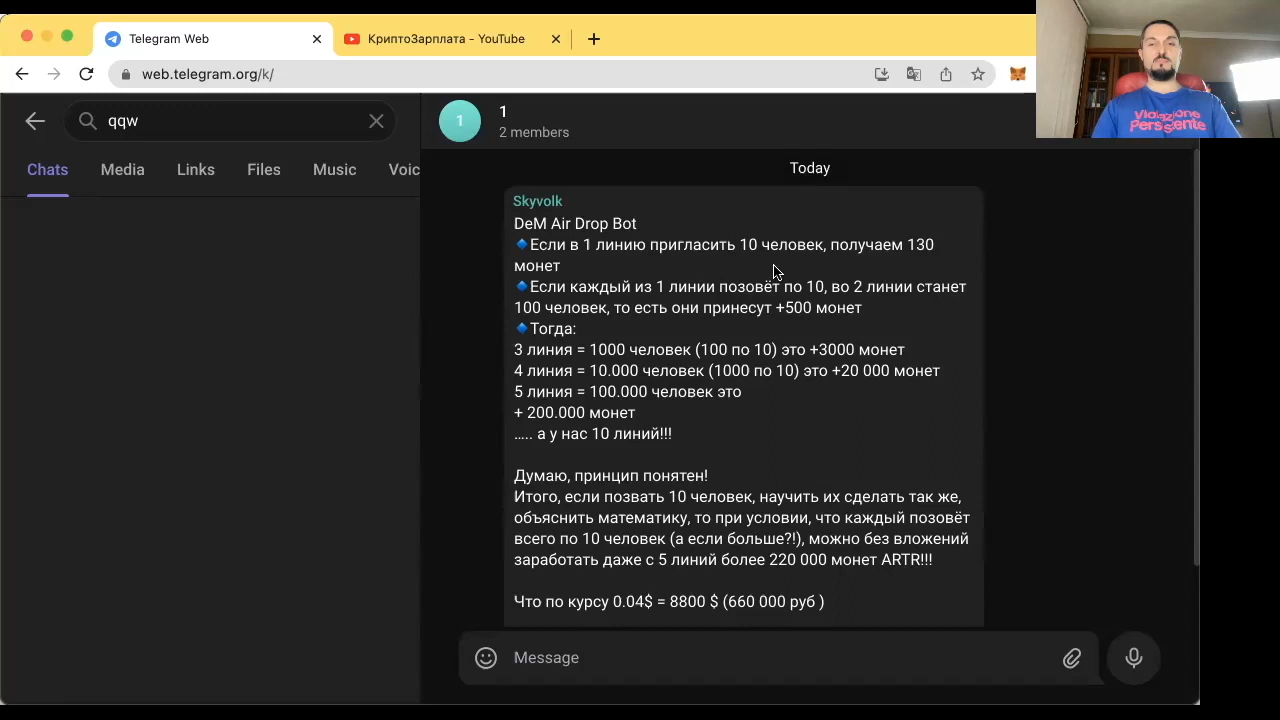 Telegram Web
КриптоЗарплата - YouTube
web.telegram.org/k/
qqw
1
1
2 members
Chats
Media
Links
Files
Music
Voic
Today
Skyvolk
DeM Air Drop Bot
🔹Если в 1 линию пригласить 10 человек, получаем 130
монет
🔹Если каждый из 1 линии позовёт по 10, во 2 линии станет
100 человек, то есть они принесут +500 монет
🔹Тогда:
3 линия = 1000 человек (100 по 10) это +3000 монет
4 линия = 10.000 человек (1000 по 10) это +20 000 монет
5 линия = 100.000 человек это
+ 200.000 монет
….. а у нас 10 линий!!!
Думаю, принцип понятен!
Итого, если позвать 10 человек, научить их сделать так же,
объяснить математику, то при условии, что каждый позовёт
всего по 10 человек (а если больше?!), можно без вложений
заработать даже с 5 линий более 220 000 монет ARTR!!!
Что по курсу 0.04$ = 8800 $ (660 000 руб )
Message
Violazione
Persistente